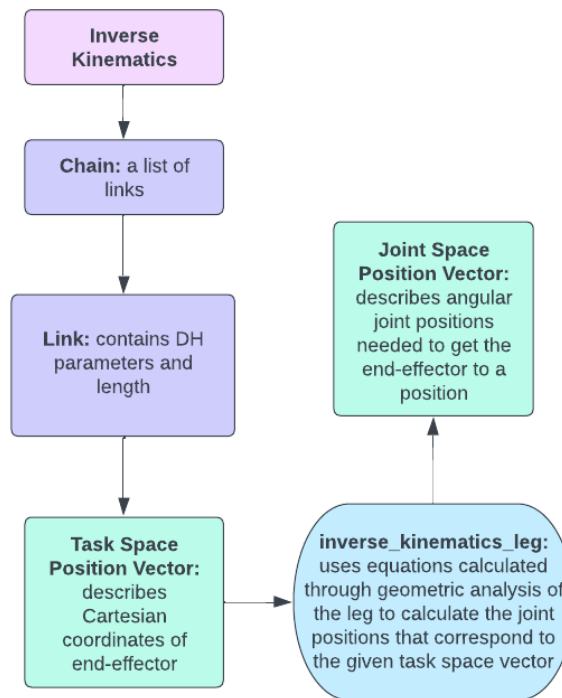 Inverse
Kinematics
Chain: a list of
links
Link: contains DH
parameters and
length
Task Space
Position Vector:
describes
Cartesian
coordinates of
end-effector
inverse_kinematics_leg:
uses equations calculated
through geometric analysis of
the leg to calculate the joint
positions that correspond to
the given task space vector
Joint Space
Position Vector:
describes angular
joint positions
needed to get the
end-effector to a
position